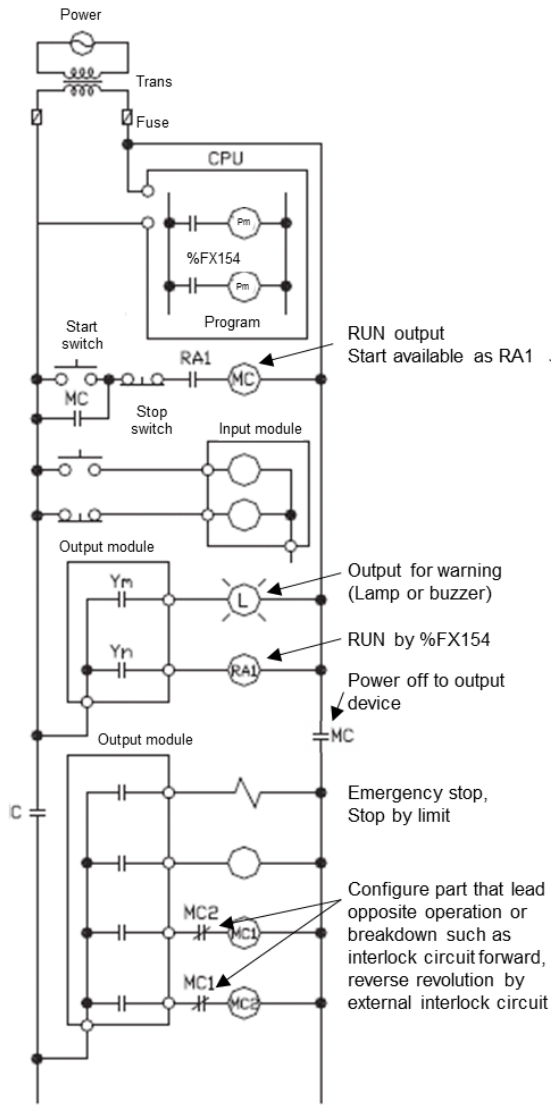 Power
Trans
Fuse
CPU
Pm
%FX154
Pm
Program
Start
switch
RA1
MC
RUN output
Start available as RA1
MC
Stop
switch
Input module
Output module
Ym
L
Output for warning
(Lamp or buzzer)
Yn
RA1
RUN by %FX154
Power off to output
device
MC
Output module
C
Emergency stop,
Stop by limit
MC2
MC1
MC1
MC2
Configure part that lead
opposite operation or
breakdown such as
interlock circuit forward,
reverse revolution by
external interlock circuit